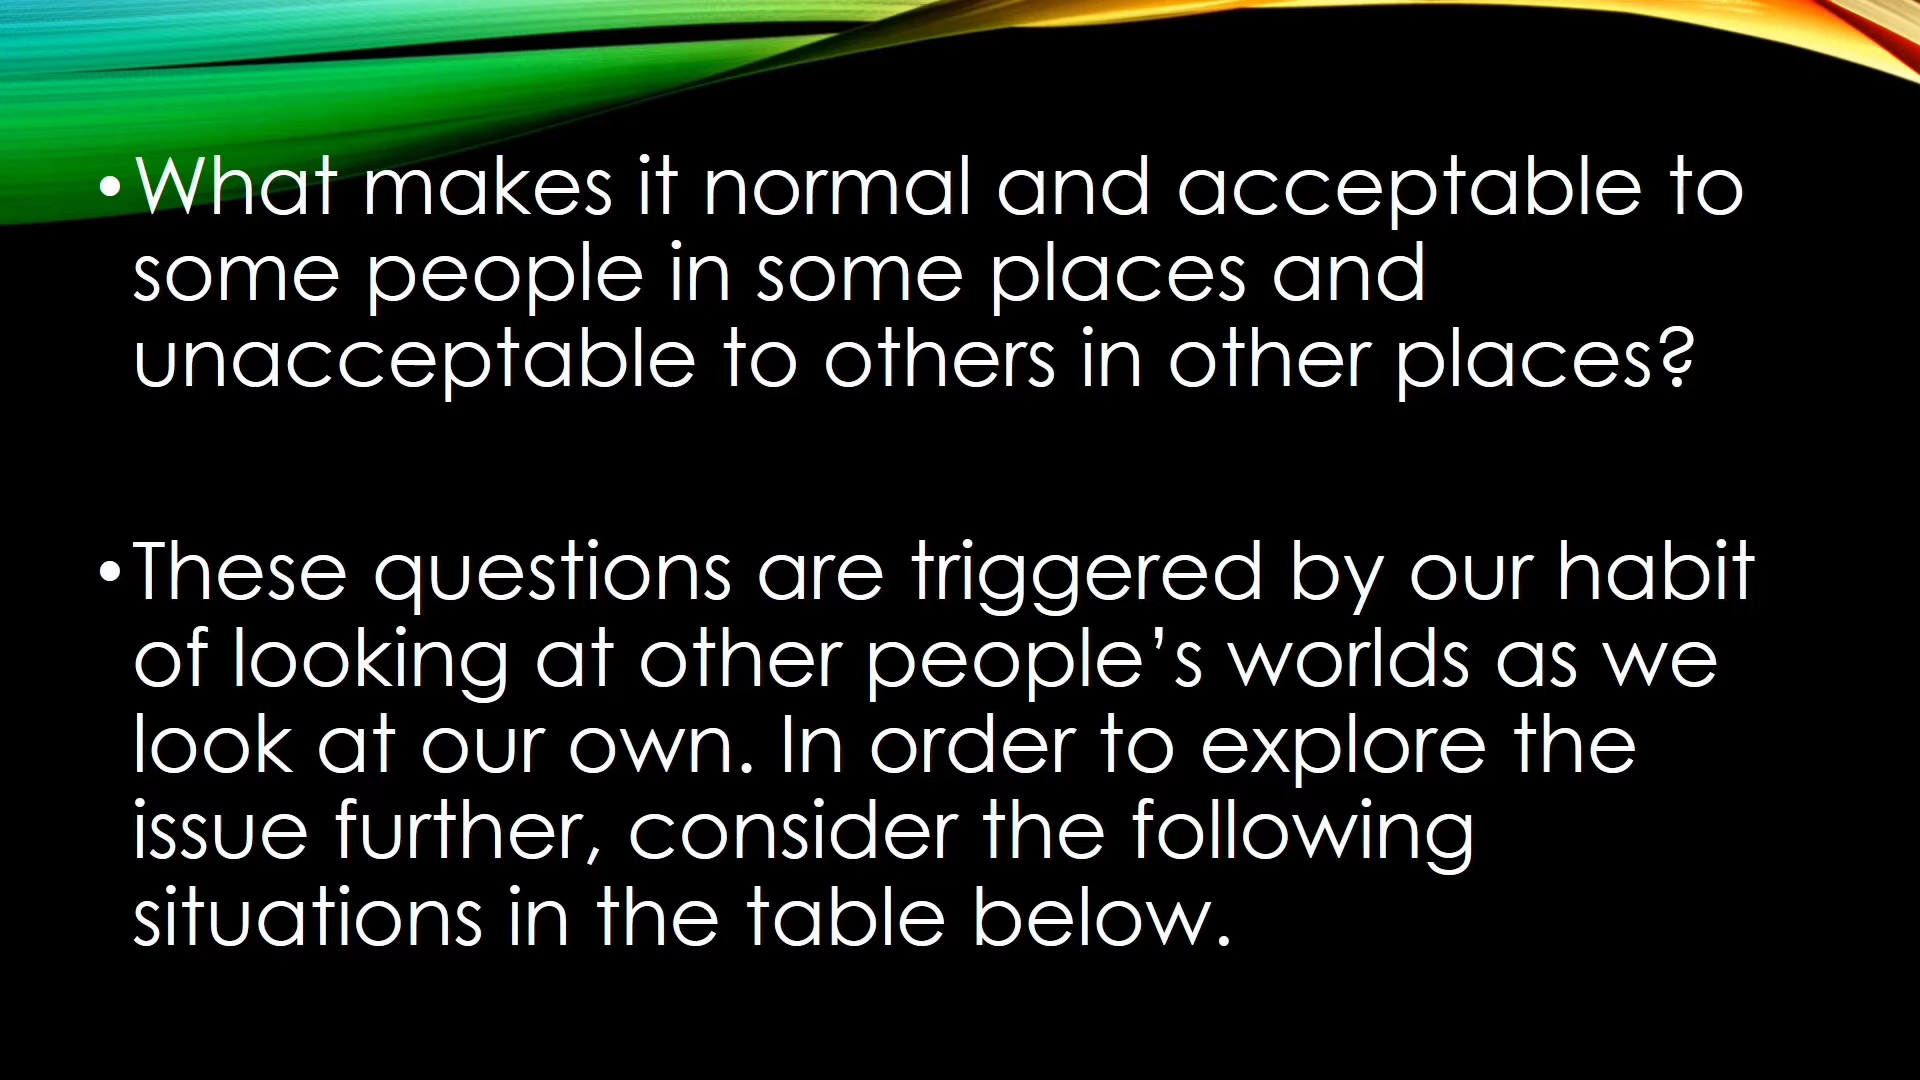 •What makes it normal and acceptable to
some people in some places and
unacceptable to others in other places?
•These questions are triggered by our habit
of looking at other people’s worlds as we
look at our own. In order to explore the
issue further, consider the following
situations in the table below.